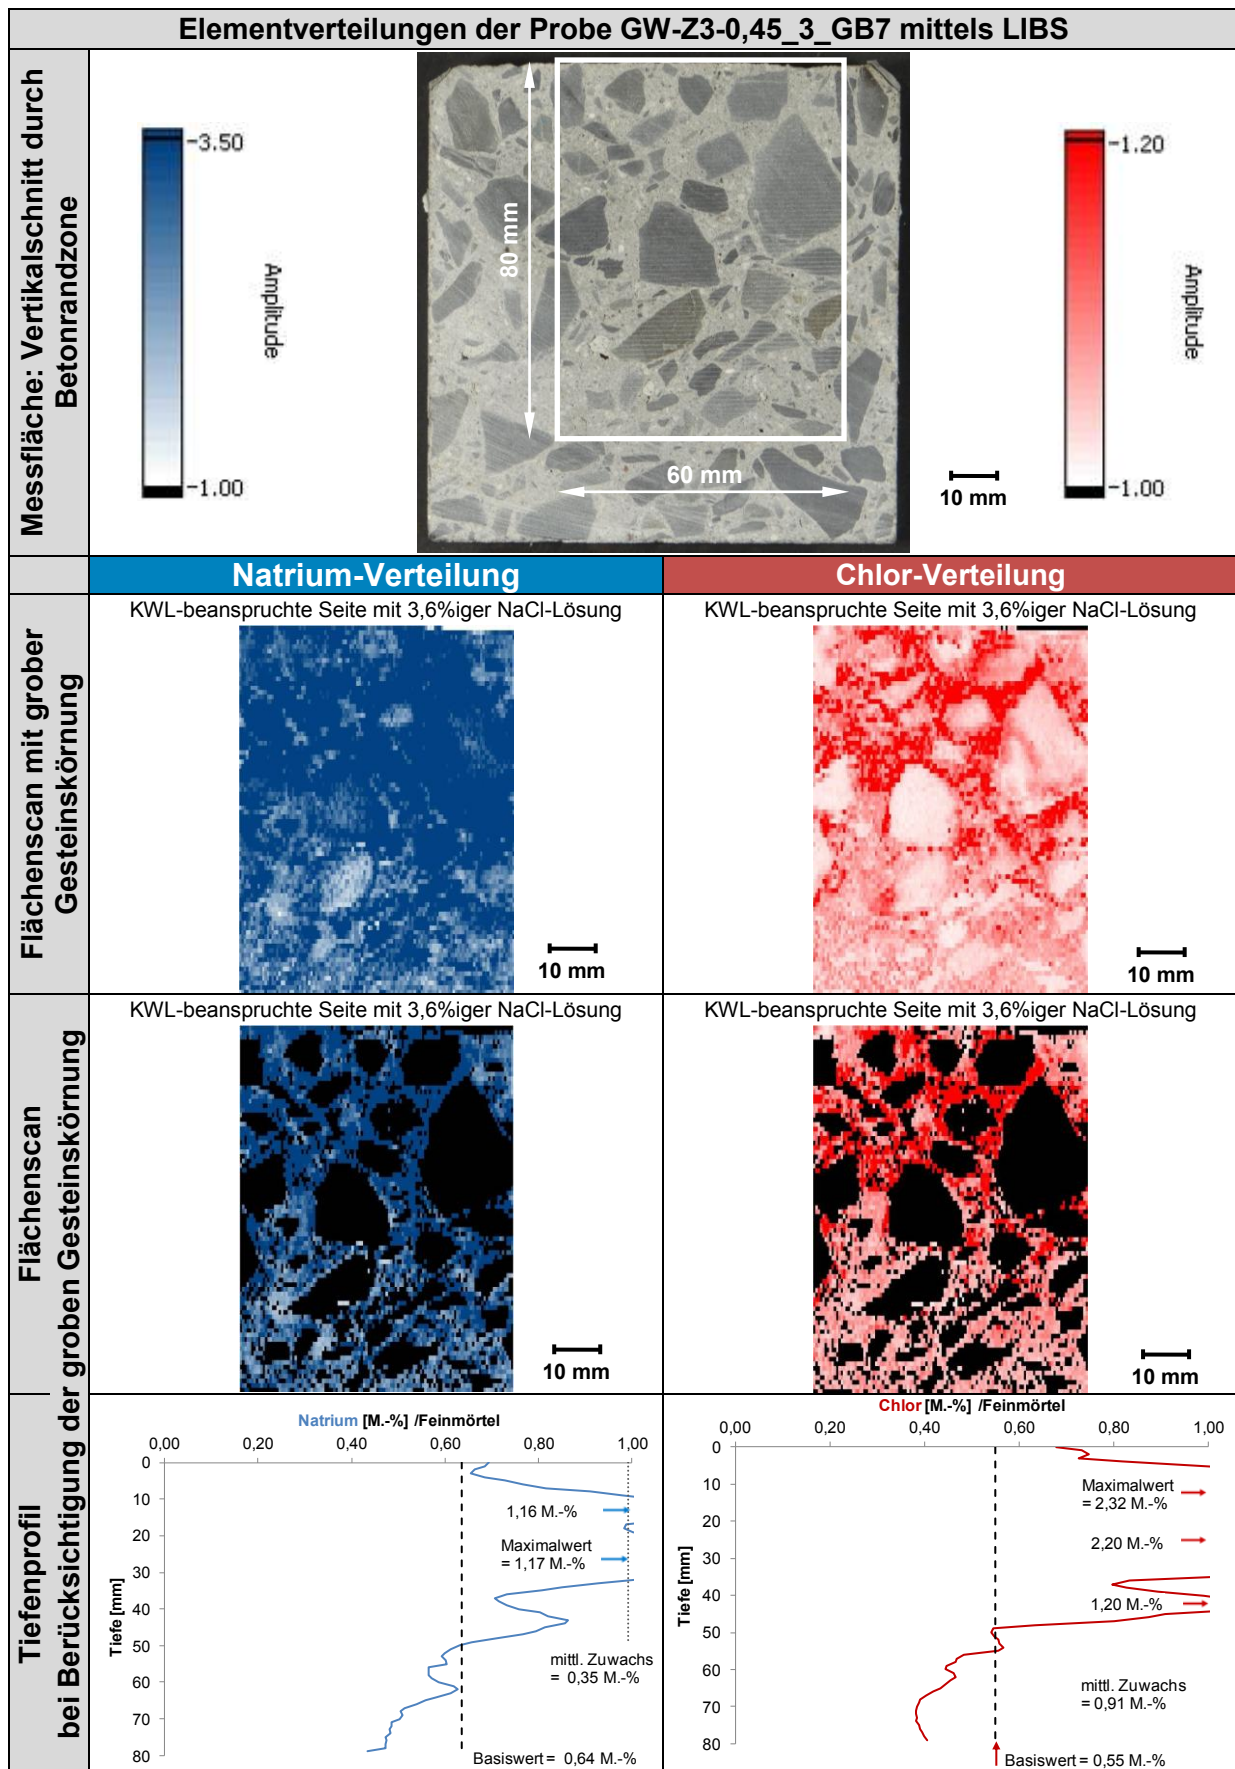 Elementverteilungen der Probe GW-Z3-0,45_3_GB7 mittels LIBS
Messfläche: Vertikalschnitt durch
Betonrandzone
3.50
Amplitude
1.00
80 mm
60 mm
10 mm
1.20
Amplitude
1.00
Natrium-Verteilung
Chlor-Verteilung
Flächenscan mit grober
Gesteinskörnung
KWL-beanspruchte Seite mit 3,6%iger NaCl-Lösung
10 mm
KWL-beanspruchte Seite mit 3,6%iger NaCl-Lösung
10 mm
Flächenscan
KWL-beanspruchte Seite mit 3,6%iger NaCl-Lösung
10 mm
KWL-beanspruchte Seite mit 3,6%iger NaCl-Lösung
10 mm
Tiefenprofil
bei Berücksichtigung der groben Gesteinskörnung
Natrium [M.-%] /Feinmörtel
0,00 0,20 0,40 0,60 0,80 1,00
Tiefe [mm]
0
10
20
30
40
50
60
70
80
1,16 M.-%
Maximalwert
= 1,17 M.-%
mittl. Zuwachs
= 0,35 M.-%
Basiswert = 0,64 M.-%
Chlor [M.-%] /Feinmörtel
0,00 0,20 0,40 0,60 0,80 1,00
Tiefe [mm]
0
10
20
30
40
50
60
70
80
Maximalwert
= 2,32 M.-%
2,20 M.-%
1,20 M.-%
mittl. Zuwachs
= 0,91 M.-%
Basiswert = 0,55 M.-%